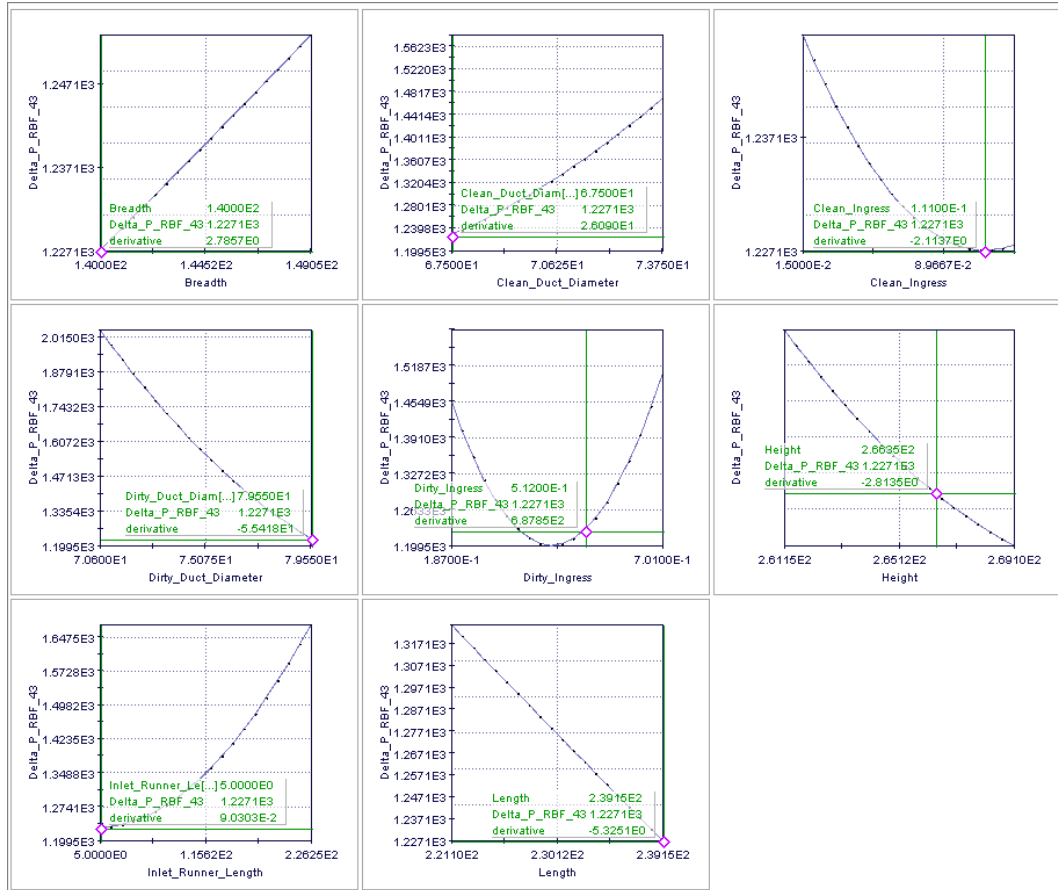 Delta_P_RBF_43
1.2471E3
1.2371E3
1.2271E3
Breadth 1.4000E2
Delta_P_RBF_43 1.2271E3
derivative 2.7857E0
1.4000E2 1.4452E2 1.4905E2
Breadth
Delta_P_RBF_43
1.5623E3
1.5220E3
1.4817E3
1.4414E3
1.4011E3
1.3607E3
1.3204E3
1.2801E3
1.2398E3
1.1995E3
Clean_Duct_Diam[...] 6.7500E1
Delta_P_RBF_43 1.2271E3
derivative 2.6090E1
6.7500E1 7.0625E1 7.3750E1
Clean_Duct_Diameter
Delta_P_RBF_43
1.2371E3
1.2271E3
Clean_Ingress 1.1100E-1
Delta_P_RBF_43 1.2271E3
derivative -2.1137E0
1.5000E-2 8.9667E-2
Clean_Ingress
Delta_P_RBF_43
2.0150E3
1.8791E3
1.7432E3
1.6072E3
1.4713E3
1.3354E3
1.1995E3
Dirty_Duct_Diam[...] 7.9550E1
Delta_P_RBF_43 1.2271E3
derivative -5.5418E1
7.0600E1 7.5075E1 7.9550E1
Dirty_Duct_Diameter
Delta_P_RBF_43
1.5187E3
1.4549E3
1.3910E3
1.3272E3
1.1995E3
Dirty_Ingress 5.1200E-1
Delta_P_RBF_43 1.2271E3
derivative 6.8785E2
1.8700E-1 7.0100E-1
Dirty_Ingress
Delta_P_RBF_43
Height 2.6635E2
Delta_P_RBF_43 1.2271E3
derivative -2.8135E0
2.6115E2 2.6512E2 2.6910E2
Height
Delta_P_RBF_43
1.6475E3
1.5728E3
1.4982E3
1.4235E3
1.3488E3
1.2741E3
1.1995E3
Inlet_Runner_Le[...] 5.0000E0
Delta_P_RBF_43 1.2271E3
derivative 9.0303E-2
5.0000E0 1.1562E2 2.2625E2
Inlet_Runner_Length
Delta_P_RBF_43
1.3171E3
1.3071E3
1.2971E3
1.2871E3
1.2771E3
1.2671E3
1.2571E3
1.2471E3
1.2371E3
1.2271E3
Length 2.3915E2
Delta_P_RBF_43 1.2271E3
derivative -5.3251E0
2.2110E2 2.3012E2 2.3915E2
Length